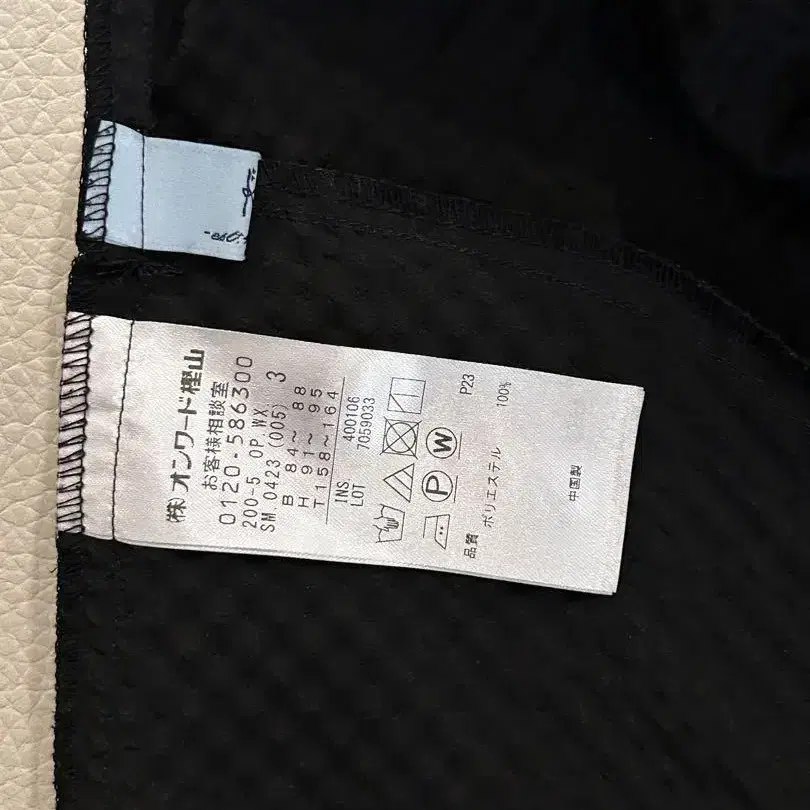 (株)オンワード樫山
お客様相談室
0120-586300
200-5 OP WX
SM.0423 (005) 3
B 84～ 88
H 91～ 95
T158～164
INS 400106
LOT 7059033
P W
P23
品質 ポリエステル 100%
中国製